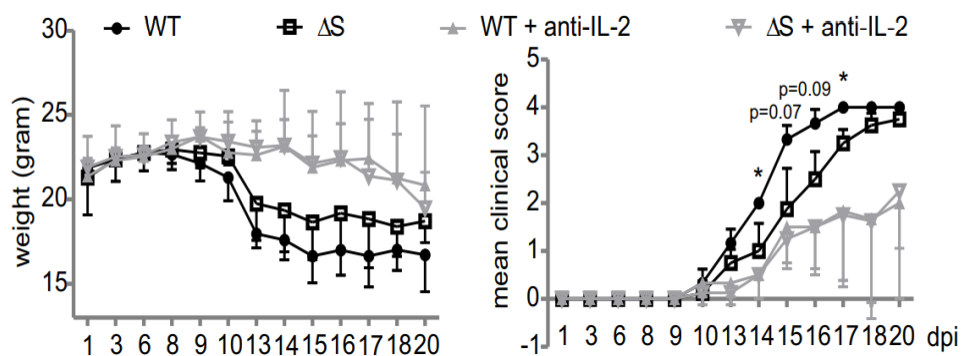 WT ΔS WT + anti-IL-2 ΔS + anti-IL-2
weight (gram)
30
25
20
15
1 3 6 8 9 10 13 14 15 16 17 18 20
mean clinical score
5
4
3
2
1
0
-1
*
p=0.07
p=0.09
*
1 3 6 8 9 10 13 14 15 16 17 18 20 dpi